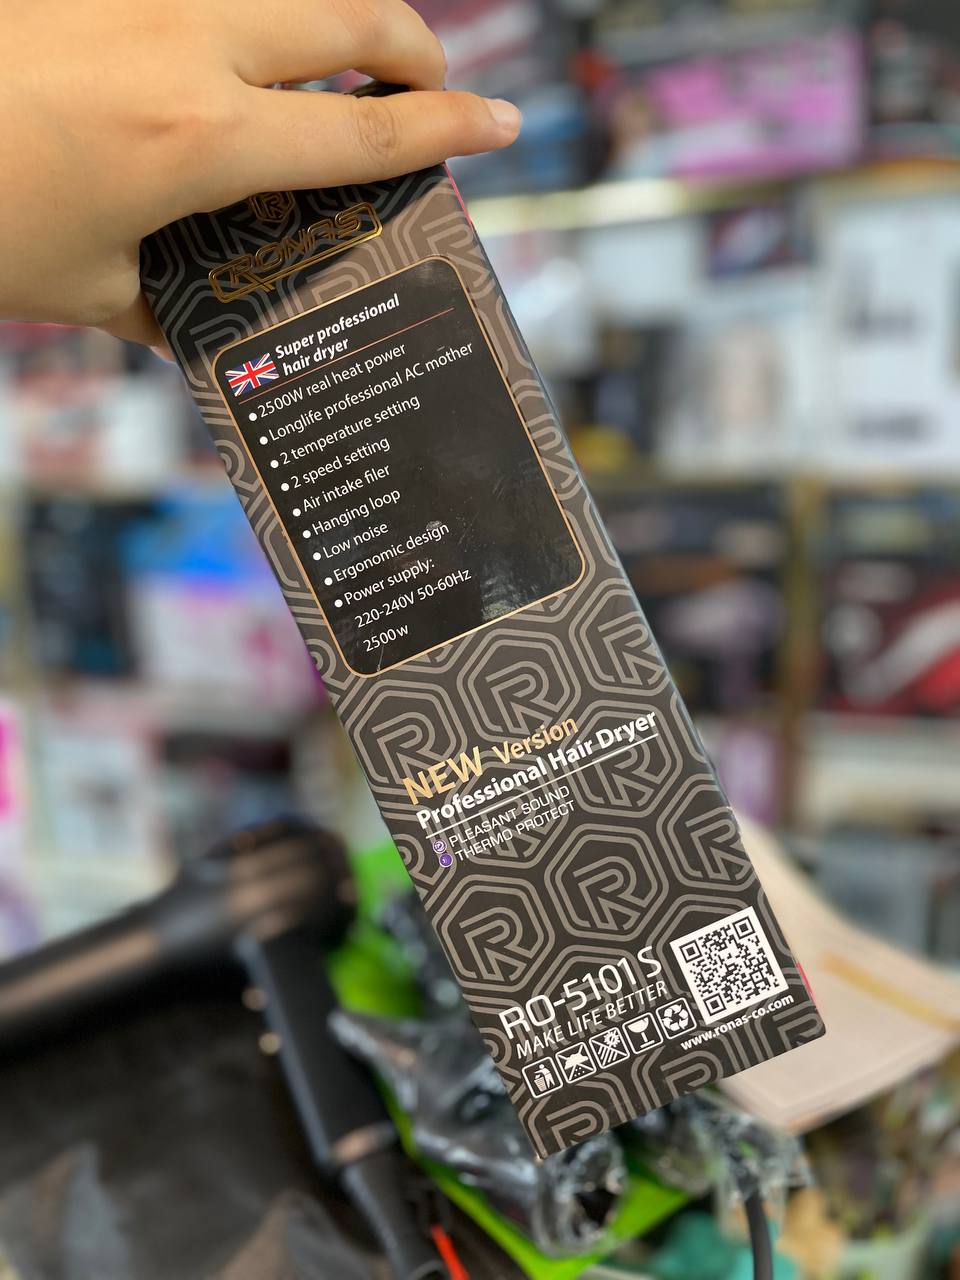 RONAS
Super professional
hair dryer
2500W real heat power
Longlife professional AC mother
2 temperature setting
2 speed setting
Air intake filer
Hanging loop
Low noise
Ergonomic design
Power supply:
220-240V 50-60Hz
2500w
NEW Version
Professional Hair Dryer
PLEASANT SOUND
THERMO PROTECT
RO-5101 S
MAKE LIFE BETTER
www.ronas-co.com